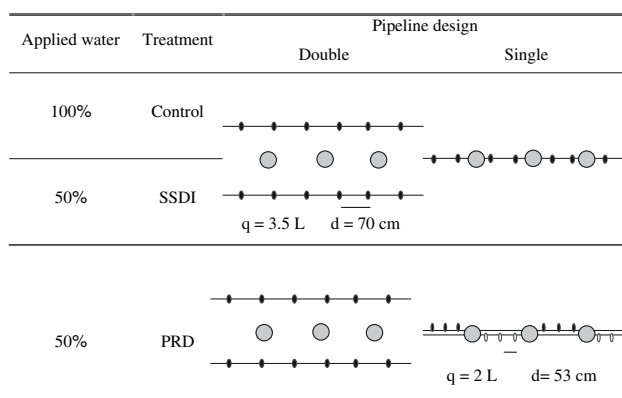 Pipeline design
Applied water Treatment
Double Single
100% Control
50% SSDI
q = 3.5 L d = 70 cm
50% PRD
q = 2 L d= 53 cm